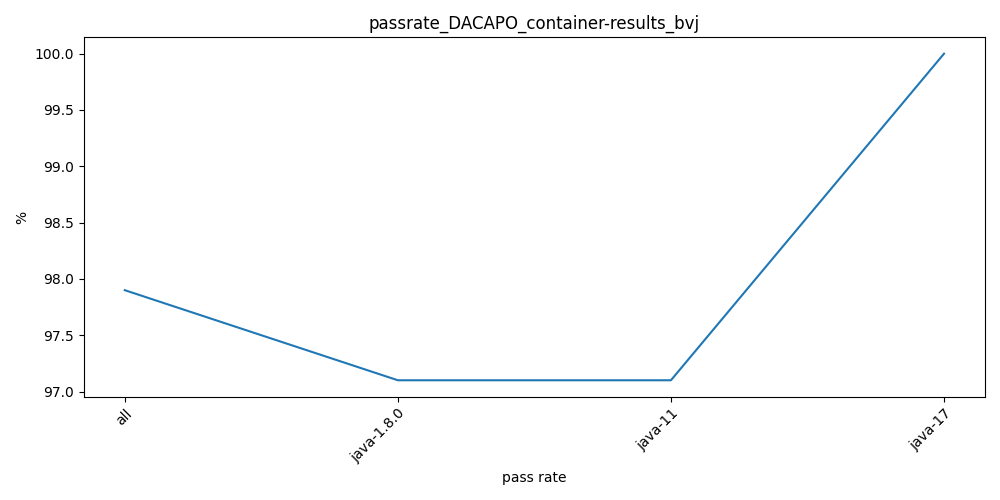 passrate_DACAPO_container-results_bvj
100.0
99.5
99.0
98.5
98.0
97.5
97.0
%
all
java-1.8.0
java-11
java-17
pass rate